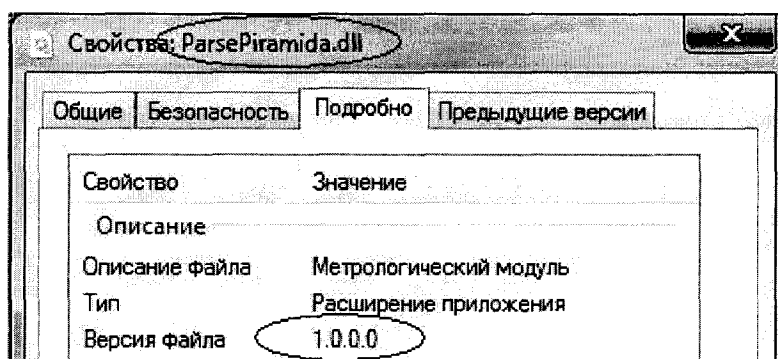 Свойства: ParsePiramida.dll
Общие Безопасность Подробно Предыдущие версии
Свойство Значение
Описание
Описание файла Метрологический модуль
Тип Расширение приложения
Версия файла 1.0.0.0